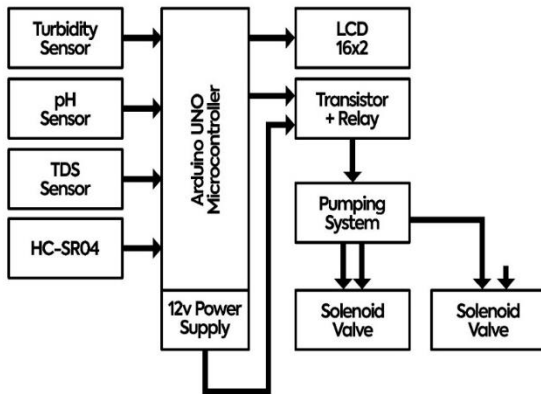 Turbidity
Sensor
pH
Sensor
TDS
Sensor
HC-SR04
Arduino UNO
Microcontroller
12v Power
Supply
LCD
16x2
Transistor
+ Relay
Pumping
System
Solenoid
Valve
Solenoid
Valve